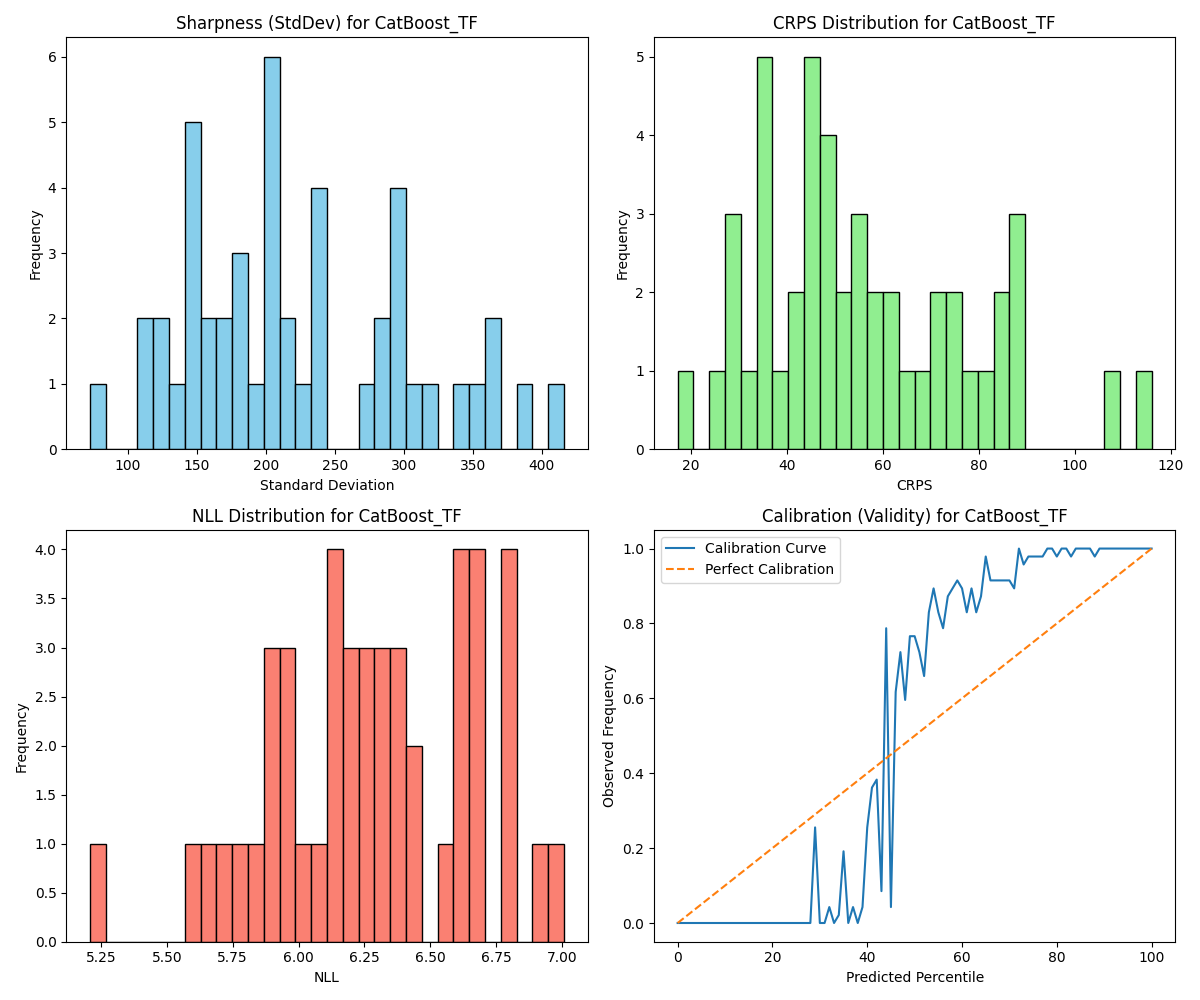 Sharpness (StdDev) for CatBoost_TF
Frequency
6
5
4
3
2
1
0
100 150 200 250 300 350 400
Standard Deviation
CRPS Distribution for CatBoost_TF
Frequency
5
4
3
2
1
0
20 40 60 80 100 120
CRPS
NLL Distribution for CatBoost_TF
Frequency
4.0
3.5
3.0
2.5
2.0
1.5
1.0
0.5
0.0
5.25 5.50 5.75 6.00 6.25 6.50 6.75 7.00
NLL
Calibration (Validity) for CatBoost_TF
Calibration Curve
Perfect Calibration
Observed Frequency
1.0
0.8
0.6
0.4
0.2
0.0
0 20 40 60 80 100
Predicted Percentile